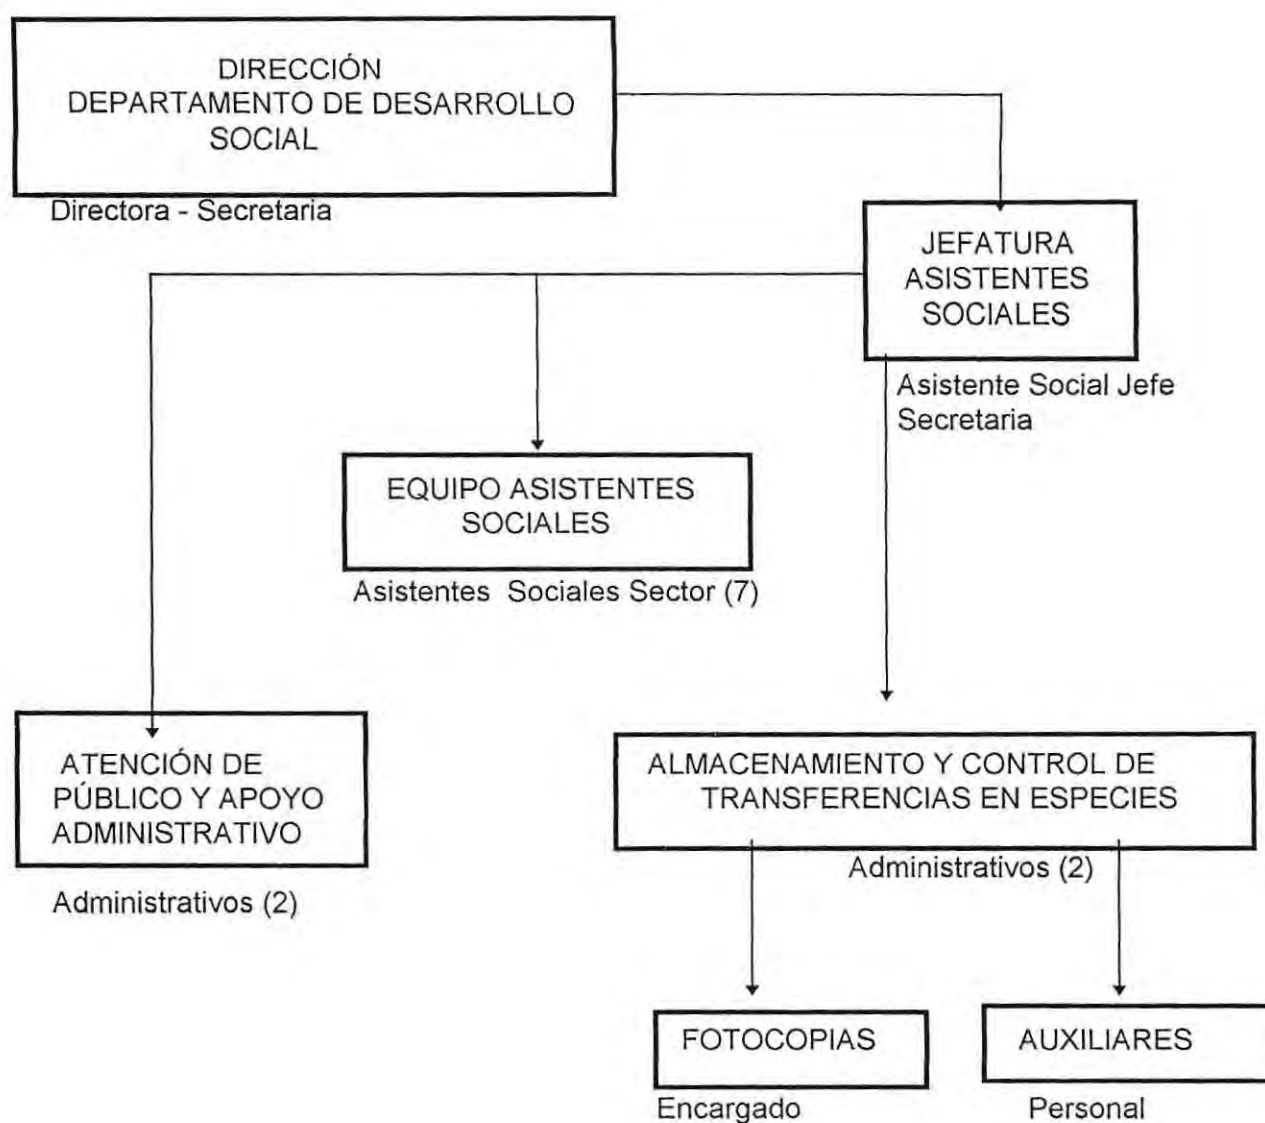 DIRECCIÓN
DEPARTAMENTO DE DESARROLLO
SOCIAL
Directora - Secretaria
JEFATURA
ASISTENTES
SOCIALES
Asistente Social Jefe
Secretaria
EQUIPO ASISTENTES
SOCIALES
Asistentes Sociales Sector (7)
ATENCIÓN DE
PÚBLICO Y APOYO
ADMINISTRATIVO
Administrativos (2)
ALMACENAMIENTO Y CONTROL DE
TRANSFERENCIAS EN ESPECIES
Administrativos (2)
FOTOCOPIAS
Encargado
AUXILIARES
Personal